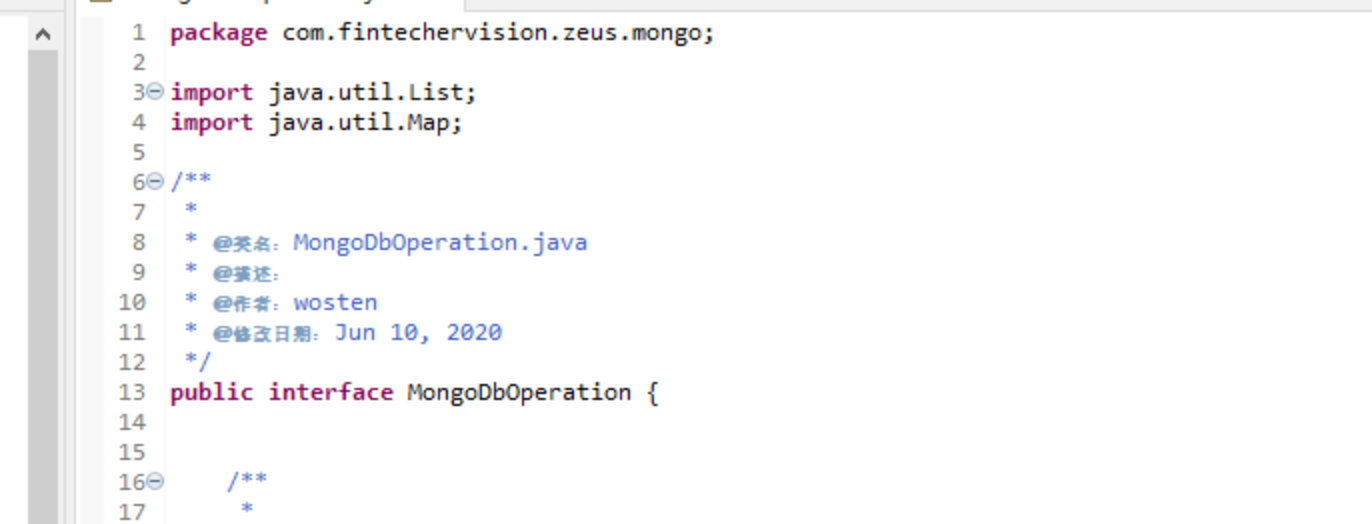 1 package com.fintechervision.zeus.mongo;
2
3 import java.util.List;
4 import java.util.Map;
5
6 /**
7 *
8 * @类名：MongoDbOperation.java
9 * @描述：
10 * @作者：wosten
11 * @修改日期：Jun 10, 2020
12 */
13 public interface MongoDbOperation {
14
15
16 /**
17 *